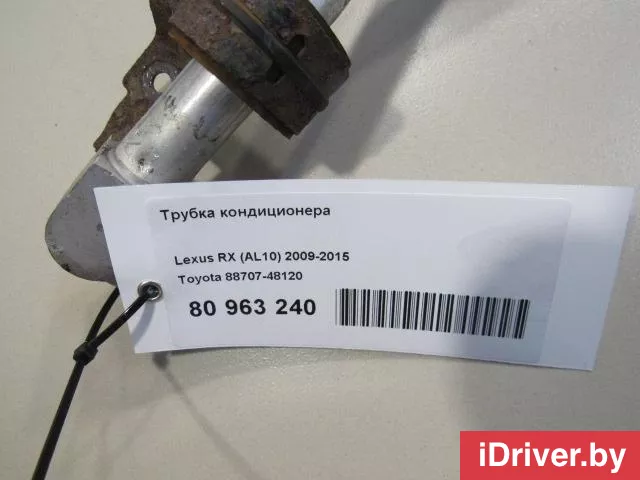 Трубка кондиционера
Lexus RX (AL10) 2009-2015
Toyota 88707-48120
80 963 240
iDriver.by